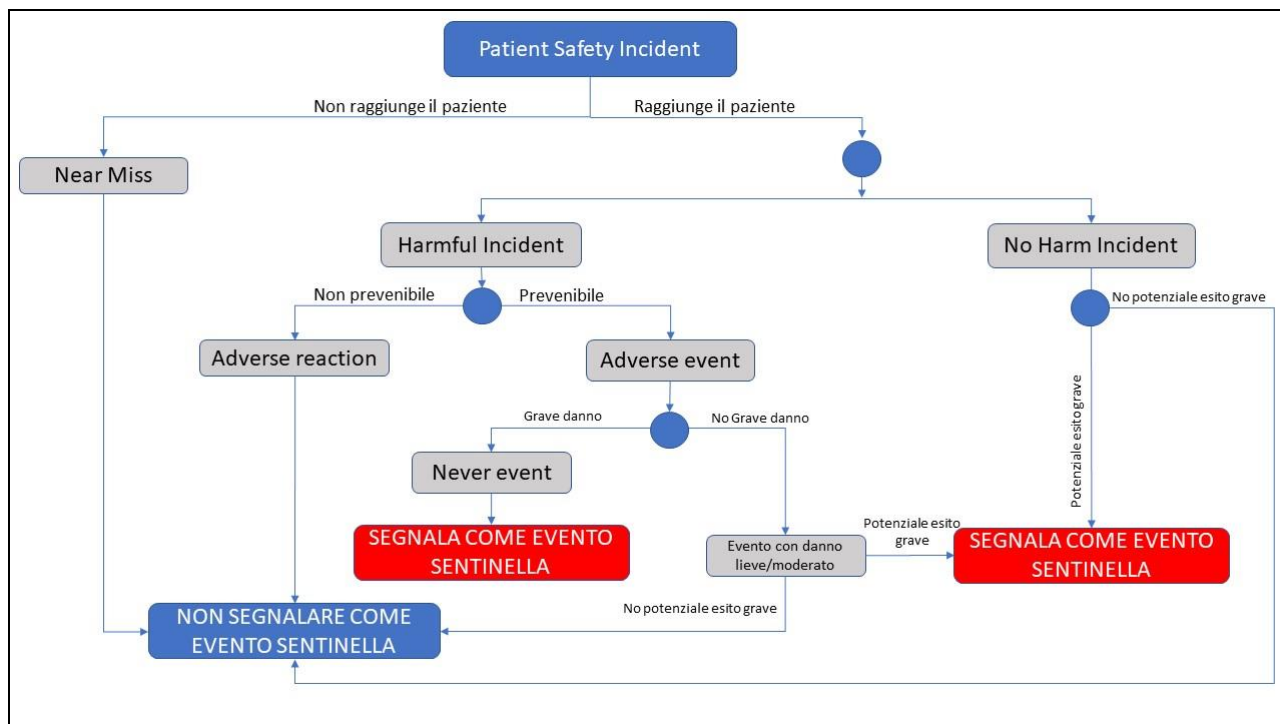 Patient Safety Incident
Non raggiunge il paziente
Raggiunge il paziente
Near Miss
Harmful Incident
No Harm Incident
Non prevenibile
Prevenibile
No potenziale esito grave
Adverse reaction
Adverse event
Potenziale esito grave
Grave danno
No Grave danno
Never event
SEGNALA COME EVENTO
SENTINELLA
Evento con danno
lieve/moderato
Potenziale esito
grave
SEGNALA COME EVENTO
SENTINELLA
No potenziale esito grave
NON SEGNALARE COME
EVENTO SENTINELLA